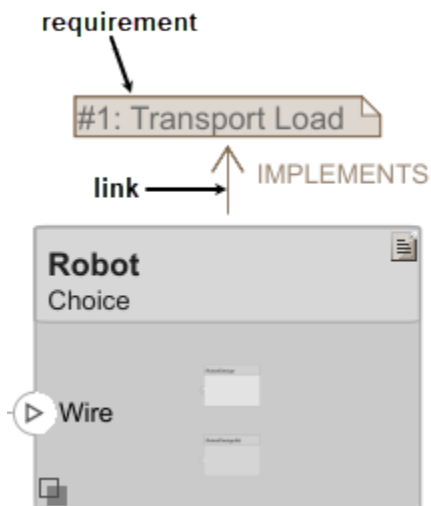 requirement
#1: Transport Load
link
IMPLEMENTS
Robot
Choice
Wire